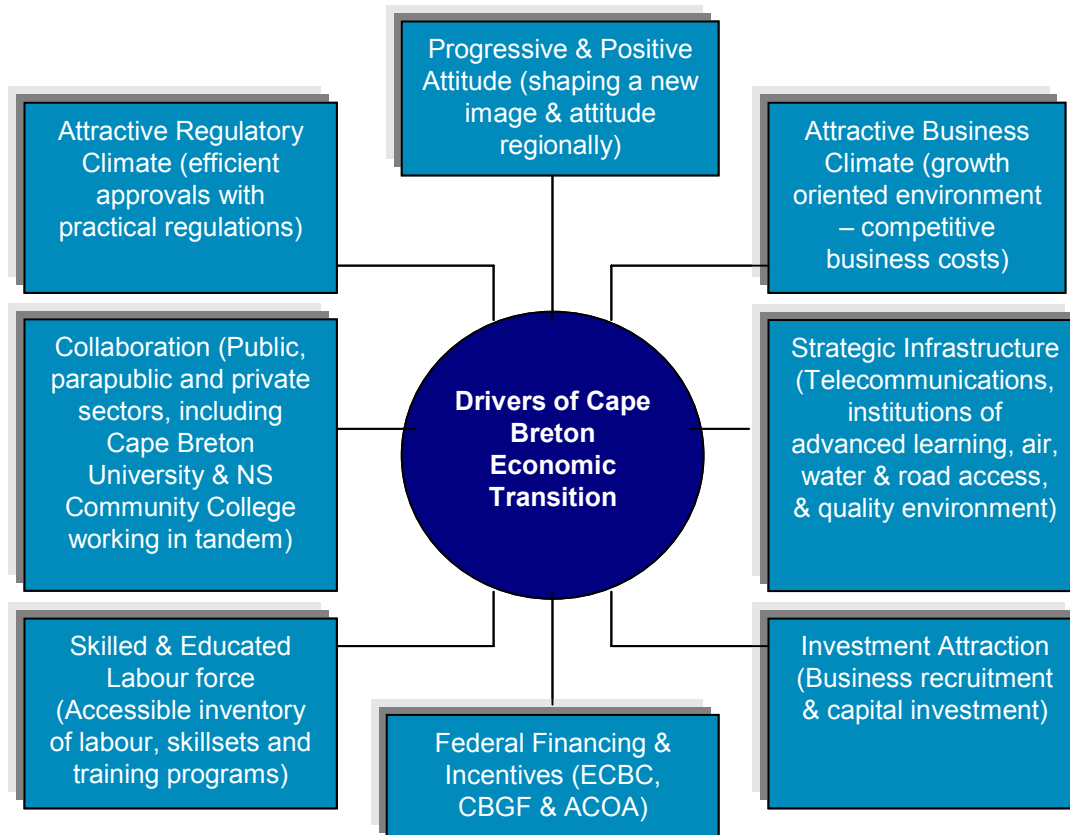 Progressive & Positive
Attitude (shaping a new
image & attitude
regionally)
Attractive Regulatory
Climate (efficient
approvals with
practical regulations)
Attractive Business
Climate (growth
oriented environment
– competitive
business costs)
Collaboration (Public,
parapublic and private
sectors, including
Cape Breton
University & NS
Community College
working in tandem)
Drivers of Cape
Breton
Economic
Transition
Strategic Infrastructure
(Telecommunications,
institutions of
advanced learning, air,
water & road access,
& quality environment)
Skilled & Educated
Labour force
(Accessible inventory
of labour, skillsets and
training programs)
Federal Financing &
Incentives (ECBC,
CBGF & ACOA)
Investment Attraction
(Business recruitment
& capital investment)